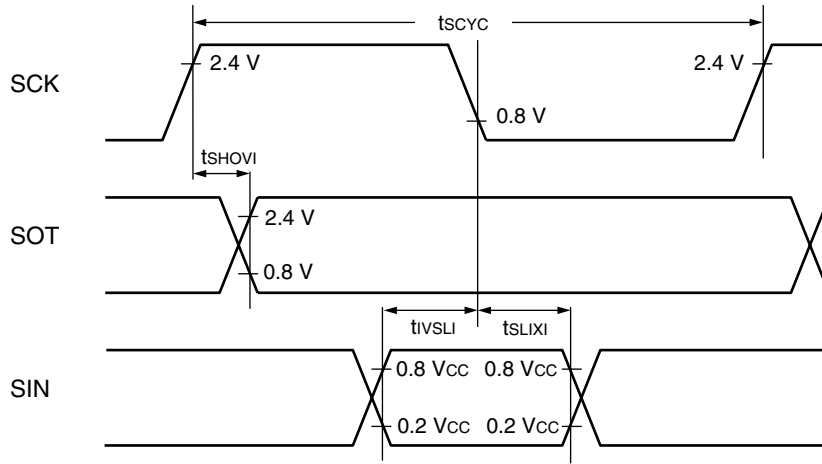 tSCYC
SCK
2.4 V
2.4 V
0.8 V
tSHOVI
SOT
2.4 V
0.8 V
tIVSLI
tSLIXI
SIN
0.8 VCC
0.8 VCC
0.2 VCC
0.2 VCC